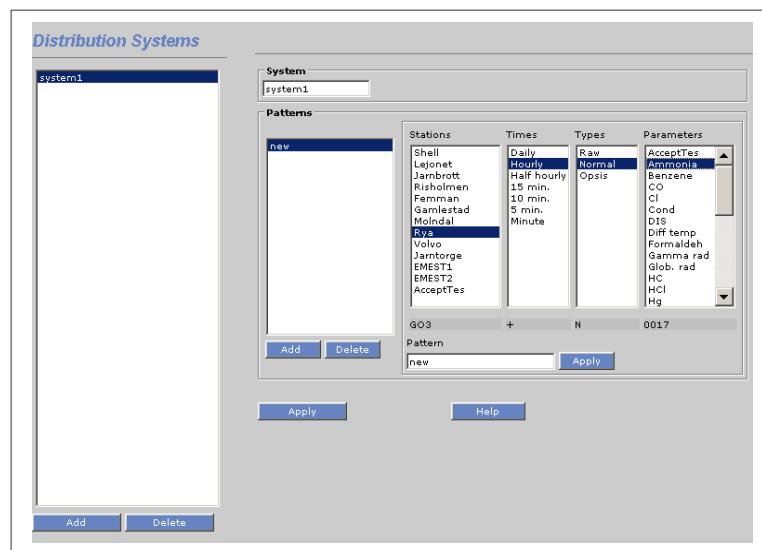 Distribution Systems
system1
System
system1
Patterns
new
Stations
Shell
Lejonet
Jarnbrott
Risholmen
Femman
Gamlestad
Molndal
Rya
Volvo
Jarntorge
EMEST1
EMEST2
AcceptTes
Times
Daily
Hourly
Half hourly
15 min.
10 min.
5 min.
Minute
Types
Raw
Normal
Opsis
Parameters
AcceptTes
Ammonia
Benzene
CO
Cl
Cond
DIS
Diff temp
Formaldeh
Gamma rad
Glob. rad
HC
HCl
Hg
GO3 + N 0017
Pattern
new Apply
Add Delete
Apply Help
Add Delete